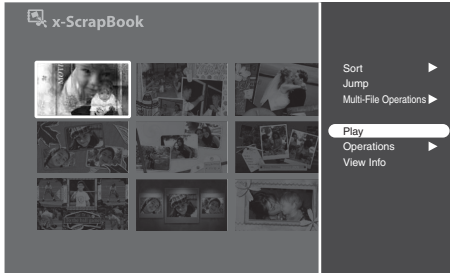 x-ScrapBook
Sort
Jump
Multi-File Operations
Play
Operations
View Info